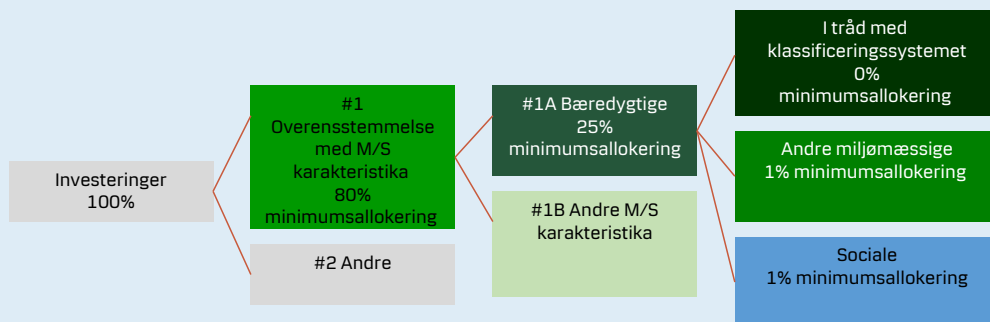 Investeringer
100%
#1
Overensstemmelse
med M/S
karakteristika
80%
minimumsallokering
#2 Andre
#1A Bæredygtige
25%
minimumsallokering
#1B Andre M/S
karakteristika
I tråd med
klassificeringssystemet
0%
minimumsallokering
Andre miljømæssige
1% minimumsallokering
Sociale
1% minimumsallokering